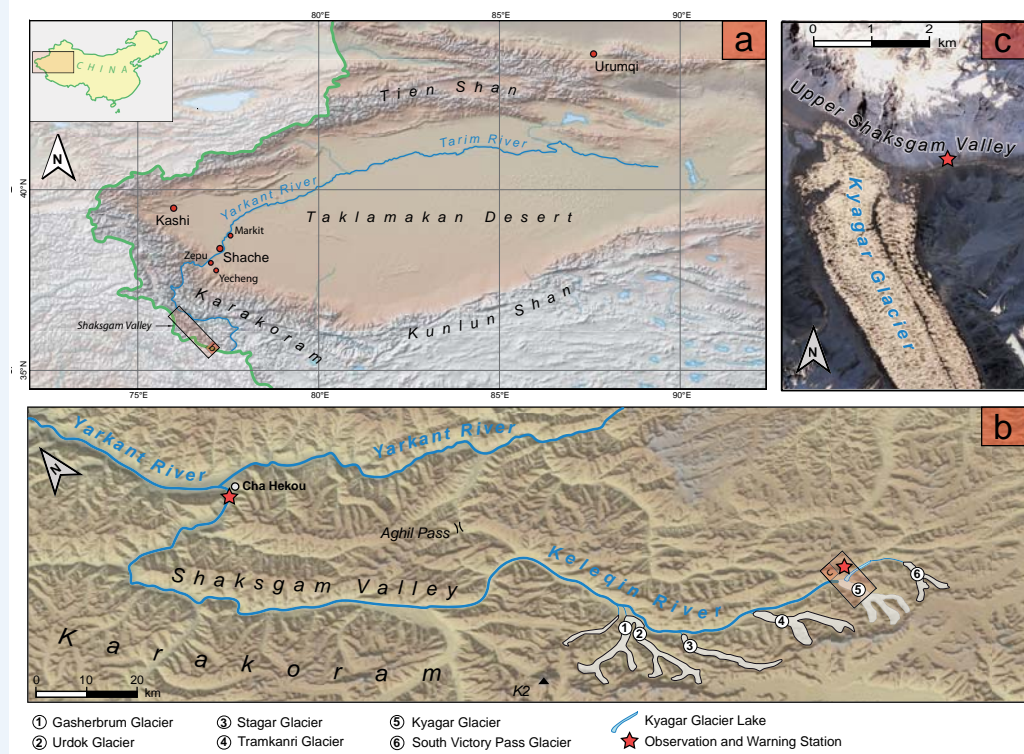 80°E
85°E
90°E
a
CHINA
Urumqi
Tien Shan
N
Tarim River
40°N
Yarkant River
Kashi
Taklamakan Desert
Markit
Zepu
Shache
Yecheng
Karakoram
Shaksgam Valley
Kunlun Shan
b
35°N
75°E
80°E
85°E
90°E
c
0 1 2
km
Upper Shaksgam Valley
Kyagar Glacier
N
b
Yarkant River
Yarkant River
N
Cha Hekou
Aghil Pass
Keleqin River
Shaksgam Valley
c
6
5
4
1
2
3
Karakoram
0 10 20
km
K2
1 Gasherbrum Glacier
2 Urdok Glacier
3 Stagar Glacier
4 Tramkanri Glacier
5 Kyagar Glacier
6 South Victory Pass Glacier
Kyagar Glacier Lake
Observation and Warning Station